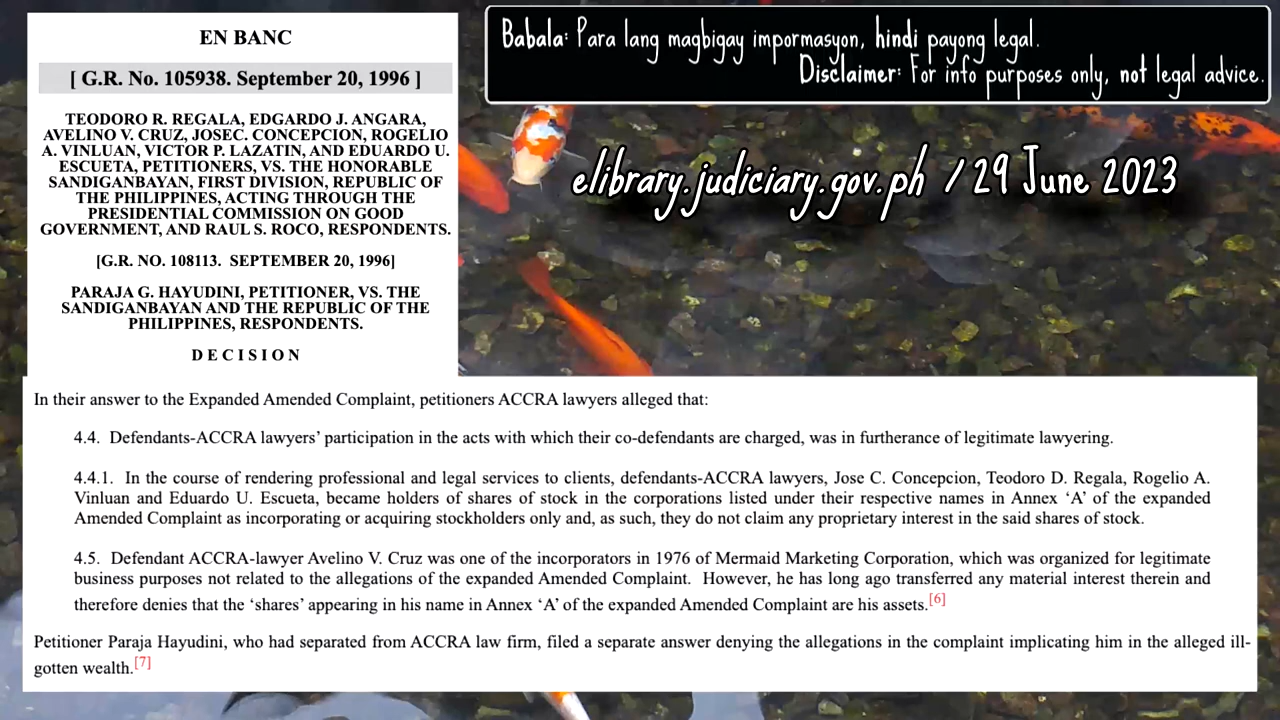 EN BANC
[ G.R. No. 105938. September 20, 1996 ]
TEODORO R. REGALA, EDGARDO J. ANGARA,
AVELINO V. CRUZ, JOSEC. CONCEPCION, ROGELIO
A. VINLUAN, VICTOR P. LAZATIN, AND EDUARDO U.
ESCUETA, PETITIONERS, VS. THE HONORABLE
SANDIGANBAYAN, FIRST DIVISION, REPUBLIC OF
THE PHILIPPINES, ACTING THROUGH THE
PRESIDENTIAL COMMISSION ON GOOD
GOVERNMENT, AND RAUL S. ROCO, RESPONDENTS.
[G.R. NO. 108113. SEPTEMBER 20, 1996]
PARAJA G. HAYUDINI, PETITIONER, VS. THE
SANDIGANBAYAN AND THE REPUBLIC OF THE
PHILIPPINES, RESPONDENTS.
D E C I S I O N
Babala: Para lang magbigay impormasyon, hindi payong legal.
Disclaimer: For info purposes only, not legal advice.
elibrary.judiciary.gov.ph / 29 June 2023
In their answer to the Expanded Amended Complaint, petitioners ACCRA lawyers alleged that:
4.4. Defendants-ACCRA lawyers' participation in the acts with which their co-defendants are charged, was in furtherance of legitimate lawyering.
4.4.1. In the course of rendering professional and legal services to clients, defendants-ACCRA lawyers, Jose C. Concepcion, Teodoro D. Regala, Rogelio A.
Vinluan and Eduardo U. Escueta, became holders of shares of stock in the corporations listed under their respective names in Annex 'A' of the expanded
Amended Complaint as incorporating or acquiring stockholders only and, as such, they do not claim any proprietary interest in the said shares of stock.
4.5. Defendant ACCRA-lawyer Avelino V. Cruz was one of the incorporators in 1976 of Mermaid Marketing Corporation, which was organized for legitimate
business purposes not related to the allegations of the expanded Amended Complaint. However, he has long ago transferred any material interest therein and
therefore denies that the 'shares' appearing in his name in Annex 'A' of the expanded Amended Complaint are his assets.[6]
Petitioner Paraja Hayudini, who had separated from ACCRA law firm, filed a separate answer denying the allegations in the complaint implicating him in the alleged ill-
gotten wealth.[7]